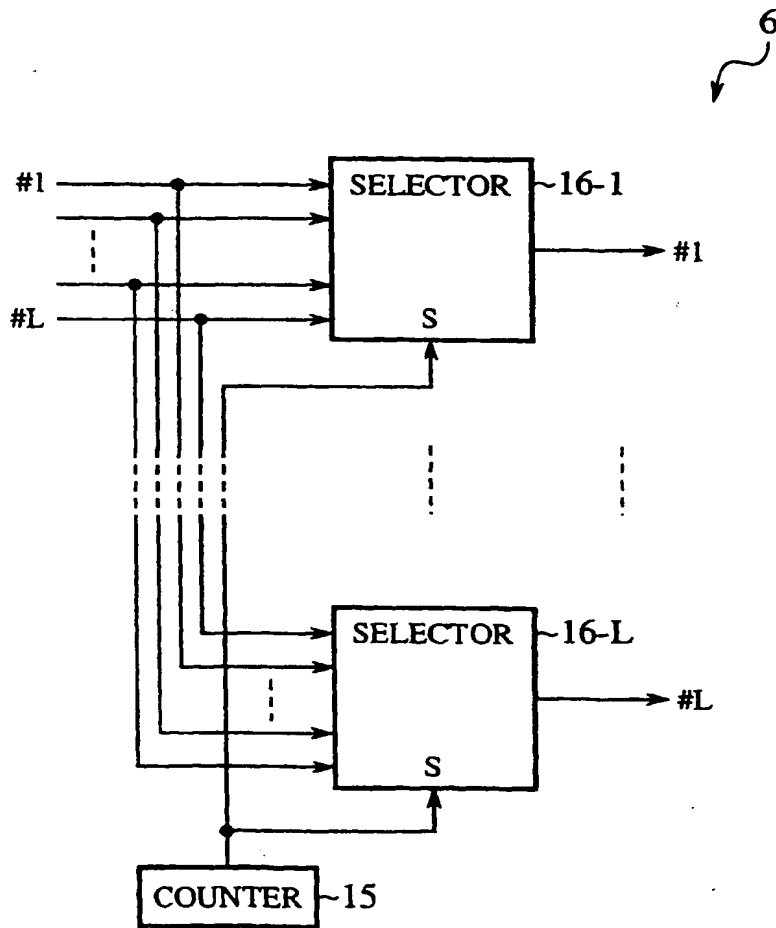 6
#1
SELECTOR
~16-1
#1
#L
S
SELECTOR
~16-L
#L
S
COUNTER
~15